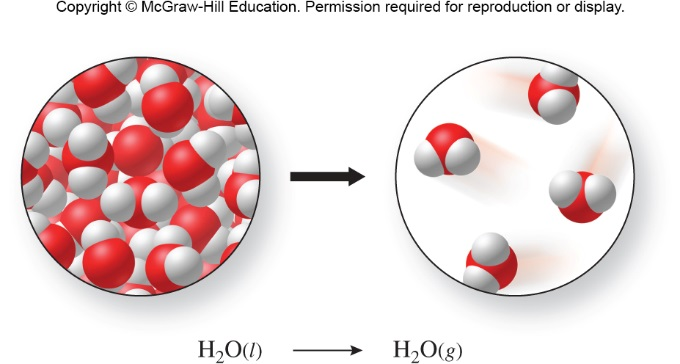 Copyright © McGraw-Hill Education. Permission required for reproduction or display.
H₂O(l) ⟶ H₂O(g)